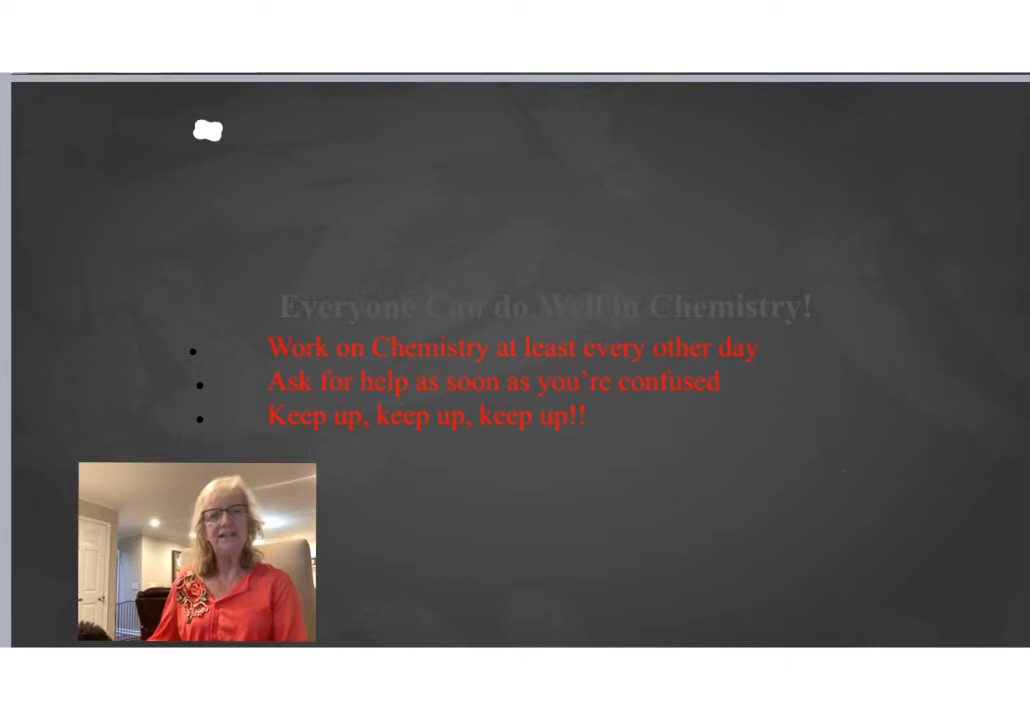 Everyone Can do Well in Chemistry!
• Work on Chemistry at least every other day
• Ask for help as soon as you’re confused
• Keep up, keep up, keep up!!